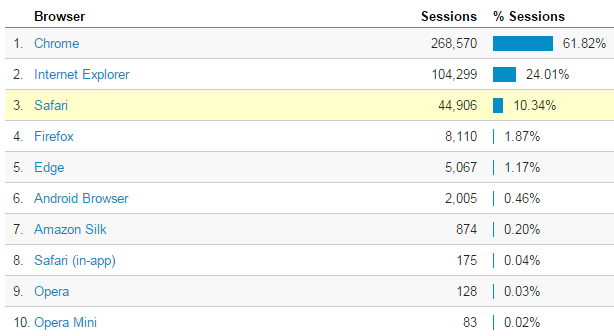 Browser Sessions % Sessions
1. Chrome 268,570 61.82%
2. Internet Explorer 104,299 24.01%
3. Safari 44,906 10.34%
4. Firefox 8,110 1.87%
5. Edge 5,067 1.17%
6. Android Browser 2,005 0.46%
7. Amazon Silk 874 0.20%
8. Safari (in-app) 175 0.04%
9. Opera 128 0.03%
10. Opera Mini 83 0.02%